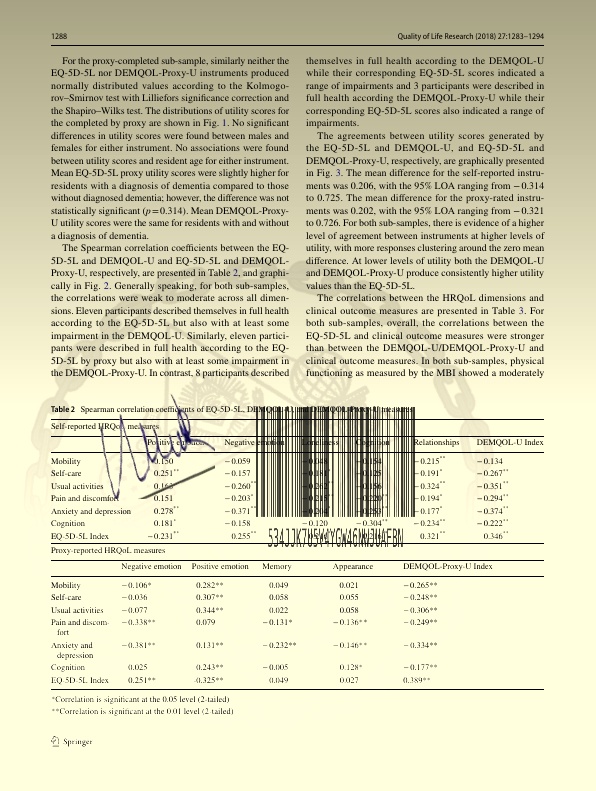 1288
Quality of Life Research (2018) 27:1283–1294
For the proxy-completed sub-sample, similarly neither the
EQ-5D-5L nor DEMQOL-Proxy-U instruments produced
normally distributed values according to the Kolmogo-
rov–Smirnov test with Lilliefors significance correction and
the Shapiro–Wilks test. The distributions of utility scores for
the completed by proxy are shown in Fig. 1. No significant
differences in utility scores were found between males and
females for either instrument. No associations were found
between utility scores and resident age for either instrument.
Mean EQ-5D-5L proxy utility scores were slightly higher for
residents with a diagnosis of dementia compared to those
without diagnosed dementia; however, the difference was not
statistically significant (p = 0.314). Mean DEMQOL-Proxy-
U utility scores were the same for residents with and without
a diagnosis of dementia.
The Spearman correlation coefficients between the EQ-
5D-5L and DEMQOL-U and EQ-5D-5L and DEMQOL-
Proxy-U, respectively, are presented in Table 2, and graphi-
cally in Fig. 2. Generally speaking, for both sub-samples,
the correlations were weak to moderate across all dimen-
sions. Eleven participants described themselves in full health
according to the EQ-5D-5L but also with at least some
impairment in the DEMQOL-U. Similarly, eleven partici-
pants were described in full health according to the EQ-
5D-5L by proxy but also with at least some impairment in
the DEMQOL-Proxy-U. In contrast, 8 participants described
themselves in full health according to the DEMQOL-U
while their corresponding EQ-5D-5L scores indicated a
range of impairments and 3 participants were described in
full health according the DEMQOL-Proxy-U while their
corresponding EQ-5D-5L scores also indicated a range of
impairments.
The agreements between utility scores generated by
the EQ-5D-5L and DEMQOL-U, and EQ-5D-5L and
DEMQOL-Proxy-U, respectively, are graphically presented
in Fig. 3. The mean difference for the self-reported instru-
ments was 0.206, with the 95% LOA ranging from − 0.314
to 0.725. The mean difference for the proxy-rated instru-
ments was 0.202, with the 95% LOA ranging from − 0.321
to 0.726. For both sub-samples, there is evidence of a higher
level of agreement between instruments at higher levels of
utility, with more responses clustering around the zero mean
difference. At lower levels of utility both the DEMQOL-U
and DEMQOL-Proxy-U produce consistently higher utility
values than the EQ-5D-5L.
The correlations between the HRQoL dimensions and
clinical outcome measures are presented in Table 3. For
both sub-samples, overall, the correlations between the
EQ-5D-5L and clinical outcome measures were stronger
than between the DEMQOL-U/DEMQOL-Proxy-U and
clinical outcome measures. In both sub-samples, physical
functioning as measured by the MBI showed a moderately
Table 2 Spearman correlation coefficients of EQ-5D-5L, DEMQOL-U, and DEMQOL-Proxy-U measures
Self-reported HRQoL measures
Positive emotion Negative emotion Loneliness Cognition Relationships DEMQOL-U Index
Mobility 0.150 − 0.059 − 0.154 − 0.215** − 0.134
Self-care 0.251** − 0.157 − 0.125 − 0.191* − 0.267**
Usual activities − 0.260** − 0.324** − 0.351**
Pain and discomfort 0.151 − 0.203* − 0.194* − 0.294**
Anxiety and depression 0.278** − 0.371** − 0.177* − 0.374**
Cognition 0.181* − 0.158 − 0.120 − 0.304** − 0.234** − 0.222**
EQ-5D-5L Index − 0.231** 0.255** 0.321** 0.346**
Proxy-reported HRQoL measures
Negative emotion Positive emotion Memory Appearance DEMQOL-Proxy-U Index
Mobility − 0.106* 0.282** 0.049 0.021 − 0.265**
Self-care − 0.036 0.307** 0.058 0.055 − 0.248**
Usual activities − 0.077 0.344** 0.022 0.058 − 0.306**
Pain and discom- − 0.338** 0.079 − 0.131* − 0.136** − 0.249**
fort
Anxiety and − 0.381** 0.131** − 0.232** − 0.146** − 0.334**
depression
Cognition 0.025 0.243** − 0.005 0.128* − 0.177**
EQ-5D-5L Index 0.251** -0.325** 0.049 0.027 0.389**
*Correlation is significant at the 0.05 level (2-tailed)
**Correlation is significant at the 0.01 level (2-tailed)
Springer